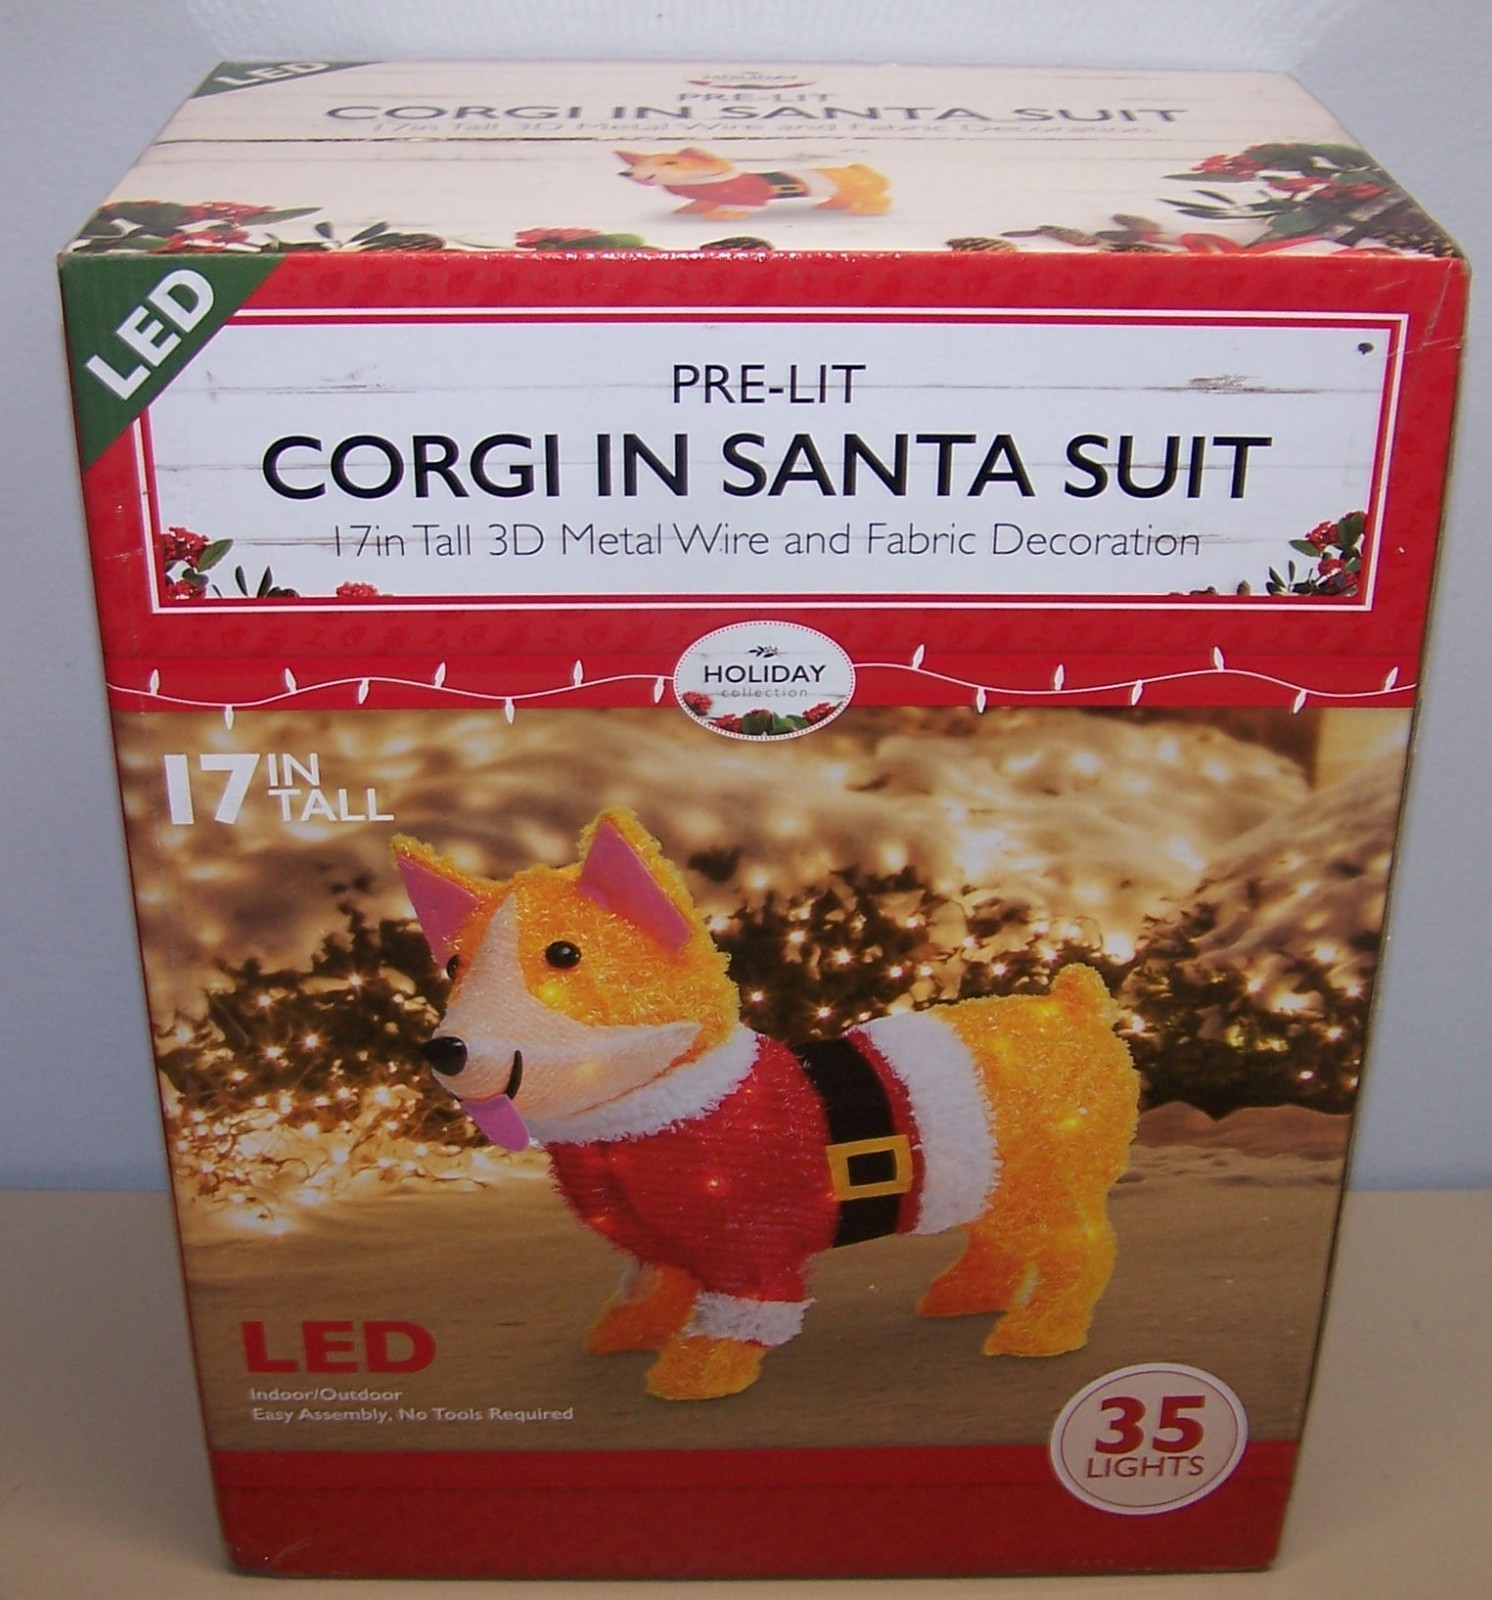 LED
HOLIDAY
PRE-LIT
CORGI IN SANTA SUIT
17in Tall 3D Metal Wire and Fabric Decoration
LED
PRE-LIT
CORGI IN SANTA SUIT
17in Tall 3D Metal Wire and Fabric Decoration
HOLIDAY
collection
17 IN
TALL
LED
Indoor/Outdoor
Easy Assembly, No Tools Required
35
LIGHTS